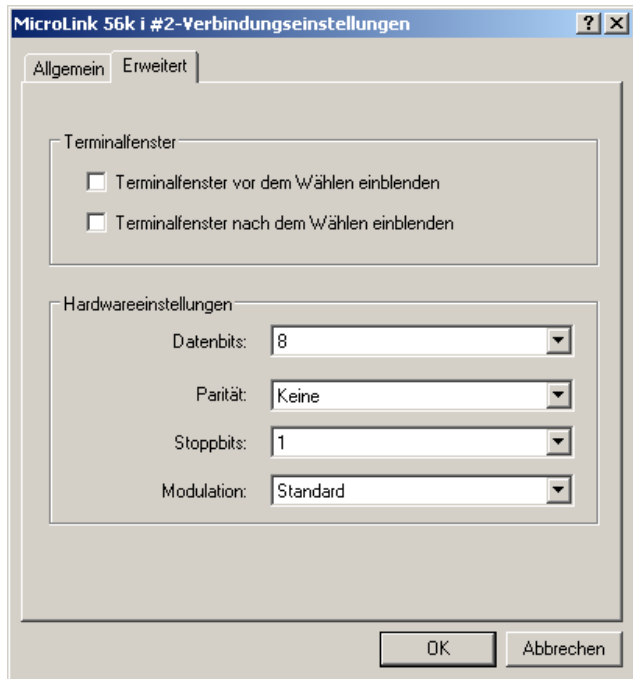 MicroLink 56k i #2-Verbindungseinstellungen
Allgemein Erweitert
Terminalfenster
Terminalfenster vor dem Wählen einblenden
Terminalfenster nach dem Wählen einblenden
Hardwareeinstellungen
Datenbits: 8
Parität: Keine
Stoppbits: 1
Modulation: Standard
OK Abbrechen